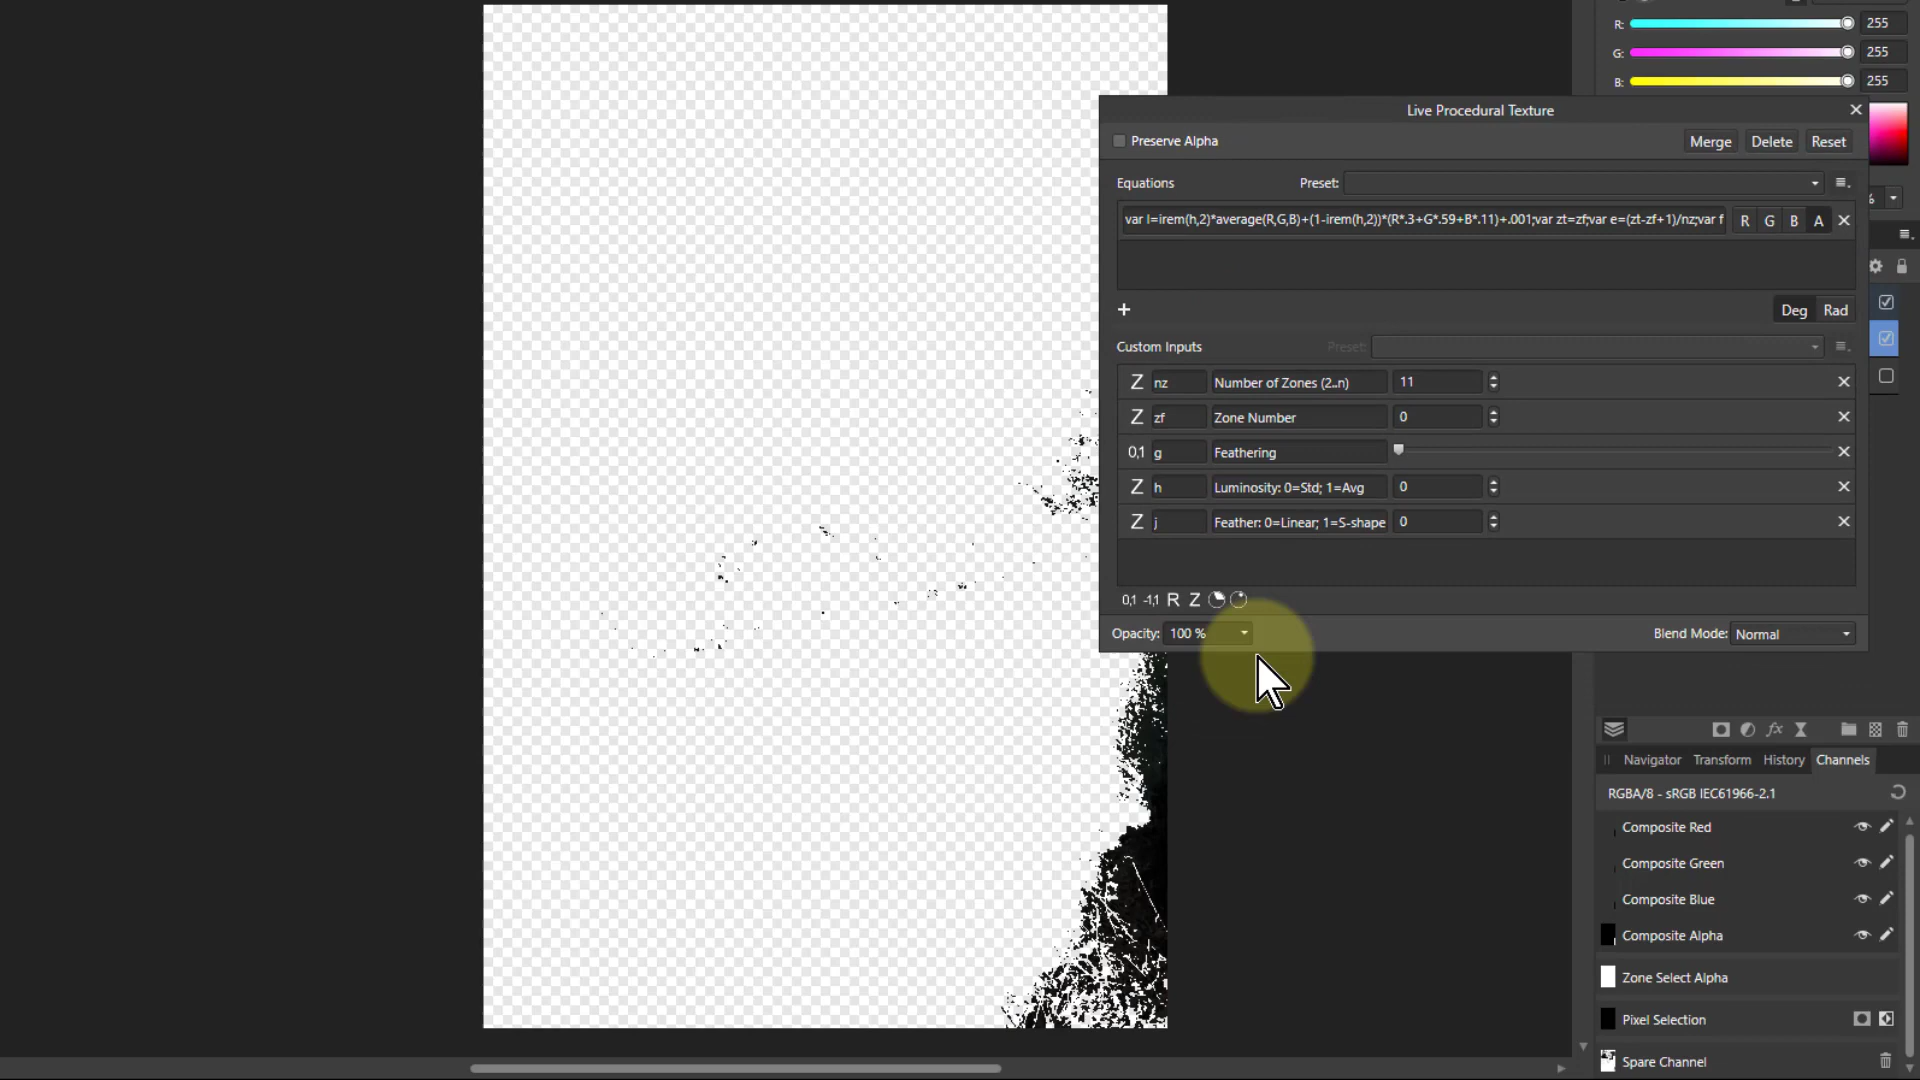 R: 255
G: 255
B: 255
Live Procedural Texture
Preserve Alpha Merge Delete Reset
Equations Preset:
%
var l=irem(h,2)*average(R,G,B)+(1-irem(h,2))*(R*.3+G*.59+B*.11)+.001;var zt=zf;var e=(zt-zf+1)/nz;var f R G B A
Deg Rad
Custom Inputs Preset:
Z nz Number of Zones (2..n) 11
Z zf Zone Number 0
0,1 g Feathering
Z h Luminosity: 0=Std; 1=Avg 0
Z j Feather: 0=Linear; 1=S-shape 0
0,1 -1,1 R Z
Opacity: 100 % Blend Mode: Normal
fx
Navigator Transform History Channels
RGBA/8 - sRGB IEC61966-2.1
Composite Red
Composite Green
Composite Blue
Composite Alpha
Zone Select Alpha
Pixel Selection
Spare Channel